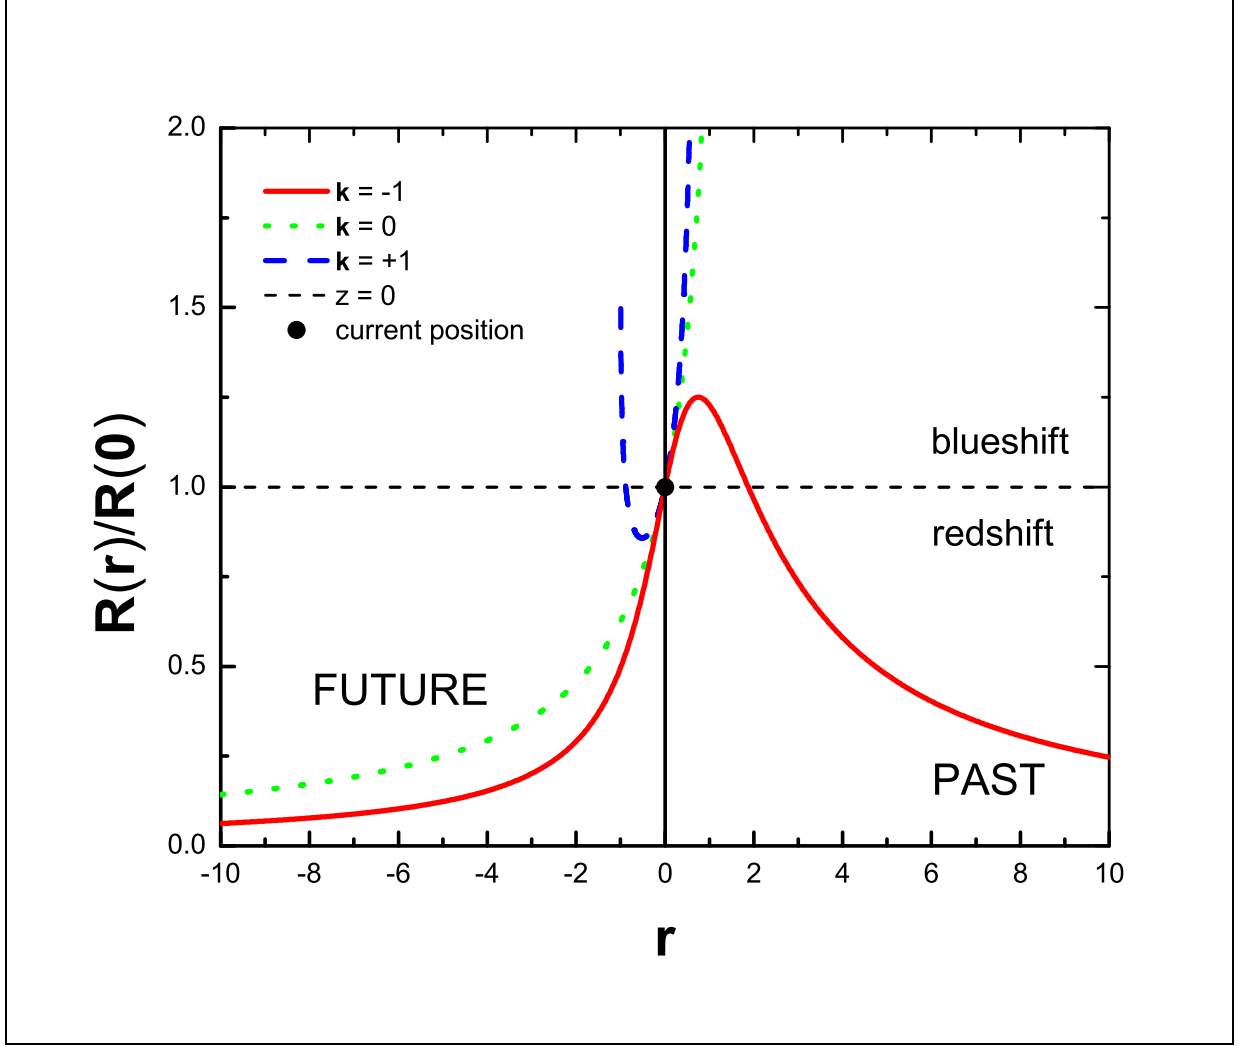 2.0
1.5
1.0
0.5
0.0
R(r)/R(0)
k = -1
k = 0
k = +1
z = 0
current position
blueshift
redshift
FUTURE
PAST
-10 -8 -6 -4 -2 0 2 4 6 8 10
r